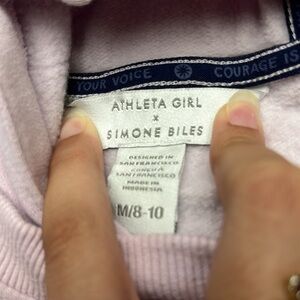 YOUR VOICE ✱ COURAGE IS
ATHLETA GIRL
x
SIMONE BILES
DESIGNED IN
SAN FRANCISCO
SAN FRANCISCO
MADE IN
INDONESIA
M/8-10